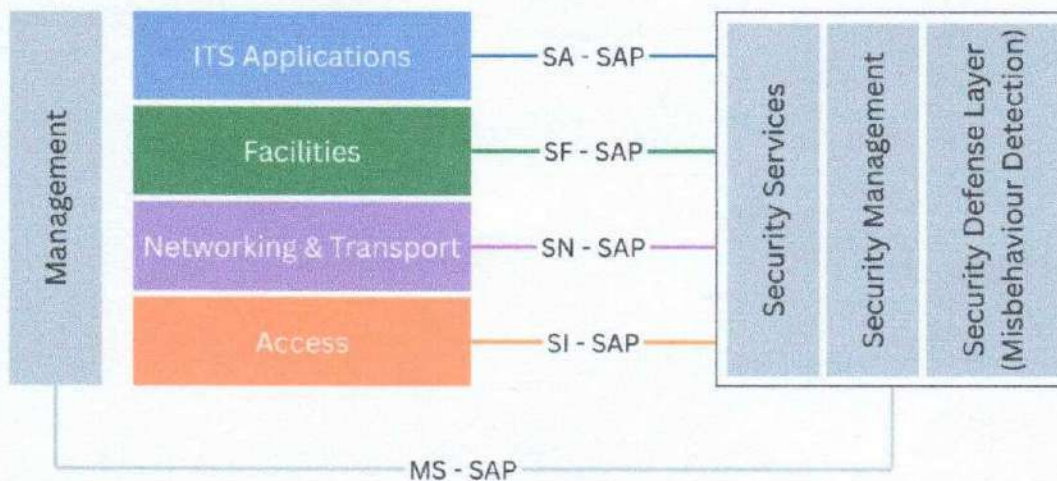 Management
ITS Applications
Facilities
Networking & Transport
Access
SA - SAP
SF - SAP
SN - SAP
SI - SAP
MS - SAP
Security Services
Security Management
Security Defense Layer
(Misbehaviour Detection)